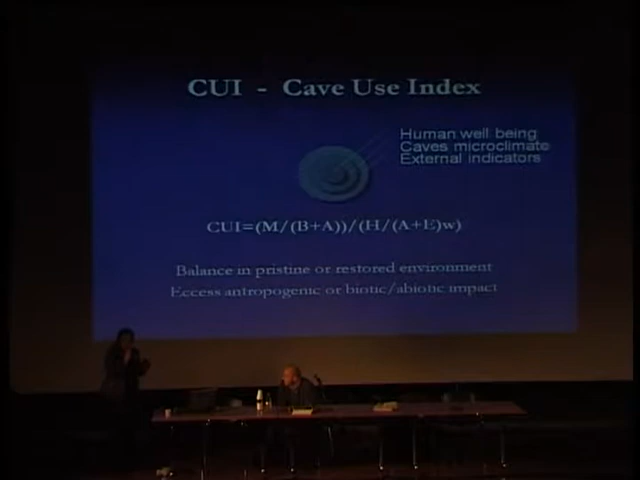 CUI - Cave Use Index
Human well being
Caves microclimate
External indicators
CUI=(M/(B+A))/(H/(A+E)w)
Balance in pristine or restored environment
Eccess antropogenic or biotic/abiotic impact